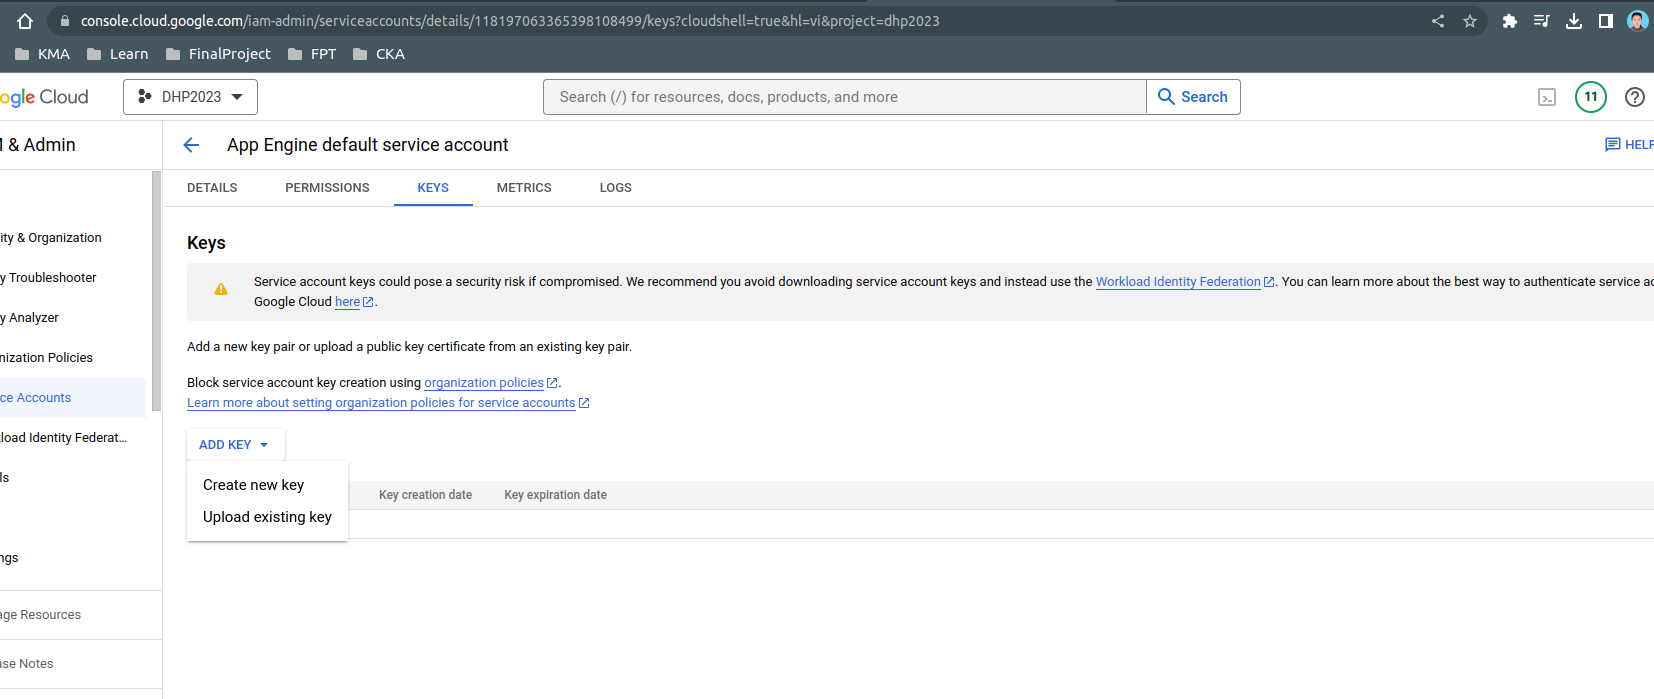 console.cloud.google.com/iam-admin/serviceaccounts/details/118197063365398108499/keys?cloudshell=true&hl=vi&project=dhp2023
KMA Learn FinalProject FPT CKA
ogle Cloud DHP2023 Search (/) for resources, docs, products, and more Search 11
& Admin App Engine default service account HELP
DETAILS PERMISSIONS KEYS METRICS LOGS
Keys
Service account keys could pose a security risk if compromised. We recommend you avoid downloading service account keys and instead use the Workload Identity Federation. You can learn more about the best way to authenticate service ac
Google Cloud here.
Add a new key pair or upload a public key certificate from an existing key pair.
Block service account key creation using organization policies.
Learn more about setting organization policies for service accounts
ADD KEY
Create new key
Upload existing key
Key creation date Key expiration date
ity & Organization
y Troubleshooter
y Analyzer
nization Policies
ce Accounts
load Identity Federat...
ls
ngs
age Resources
ase Notes